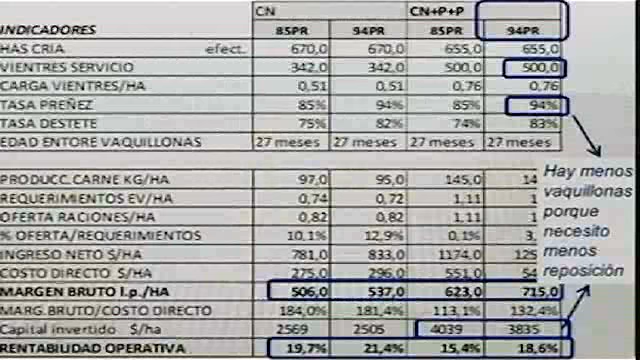 CN CN+P+P
INDICADORES 85PR 94PR 85PR 94PR
HAS CRIA efect. 670,0 670,0 655,0 655,0
VIENTRES SERVICIO 342,0 342,0 500,0 500,0
CARGA VIENTRES/HA 0,51 0,51 0,76 0,76
TASA PREÑEZ 85% 94% 85% 94%
TASA DESTETE 75% 82% 74% 83%
EDAD ENTORE VAQUILLONAS 27 meses 27 meses 27 meses 27 meses
PRODUCC.CARNE KG/HA 97,0 95,0 145,0 14
REQUERIMIENTOS EV/HA 0,74 0,72 1,11 1
OFERTA RACIONES/HA 0,82 0,82 1,11 1
% OFERTA/REQUERIMIENTOS 10,1% 12,9% 0,1% 3,
INGRESO NETO $/HA 781,0 833,0 1174,0 125
COSTO DIRECTO $/HA 275,0 296,0 551,0 54
MARGEN BRUTO I.p./HA 506,0 537,0 623,0 715,0
MARG.BRUTO/COSTO DIRECTO 184,0% 181,4% 113,1% 132,4%
Capital invertido $/ha 2569 2505 4039 3835
RENTABILIDAD OPERATIVA 19,7% 21,4% 15,4% 18,6%
Hay menos
vaquillonas
porque
necesito
menos
reposición